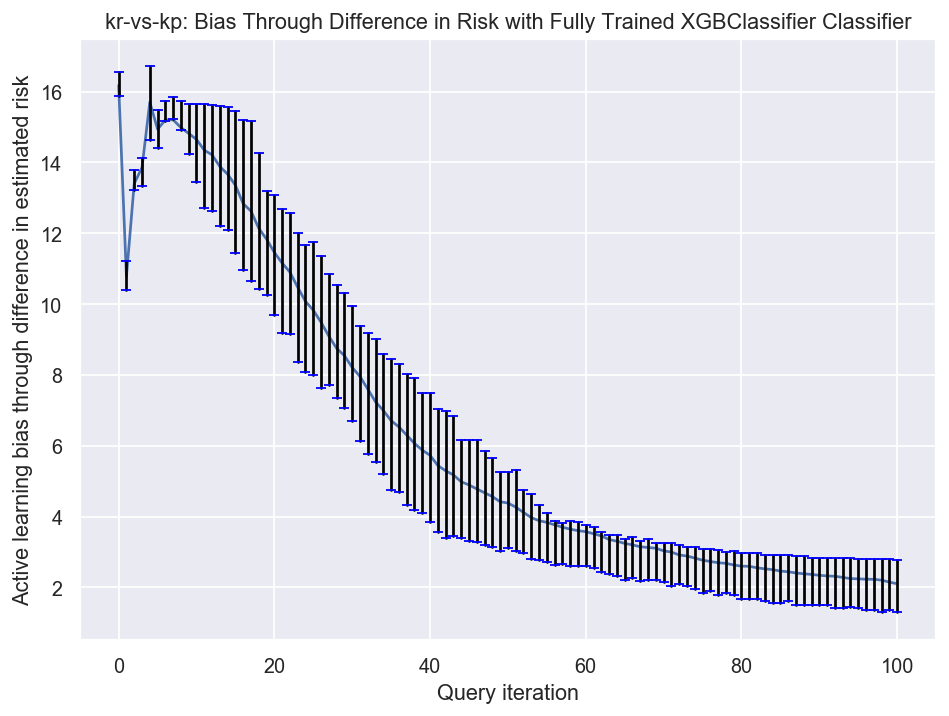 kr-vs-kp: Bias Through Difference in Risk with Fully Trained XGBClassifier Classifier
Active learning bias through difference in estimated risk
16
14
12
10
8
6
4
2
0 20 40 60 80 100
Query iteration